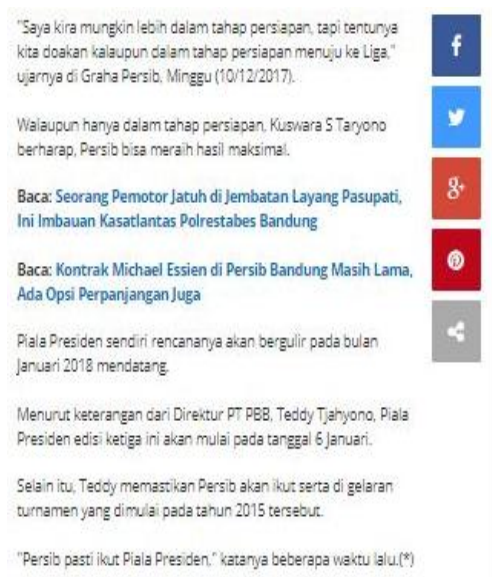 "Saya kira mungkin lebih dalam tahap persiapan, tapi tentunya
kita doakan kalaupun dalam tahap persiapan menuju ke Liga,"
ujarnya di Graha Persib, Minggu (10/12/2017).
Walaupun hanya dalam tahap persiapan, Kuswara S Taryono
berharap, Persib bisa meraih hasil maksimal.
Baca: Seorang Pemotor Jatuh di Jembatan Layang Pasupati,
Ini Imbauan Kasatlantas Polrestabes Bandung
Baca: Kontrak Michael Essien di Persib Bandung Masih Lama,
Ada Opsi Perpanjangan Juga
Piala Presiden sendiri rencananya akan bergulir pada bulan
Januari 2018 mendatang.
Menurut keterangan dari Direktur PT PBB, Teddy Tjahyono, Piala
Presiden edisi ketiga ini akan mulai pada tanggal 6 Januari.
Selain itu, Teddy memastikan Persib akan ikut serta di gelaran
turnamen yang dimulai pada tahun 2015 tersebut.
"Persib pasti ikut Piala Presiden," katanya beberapa waktu lalu.(*)
f
g+